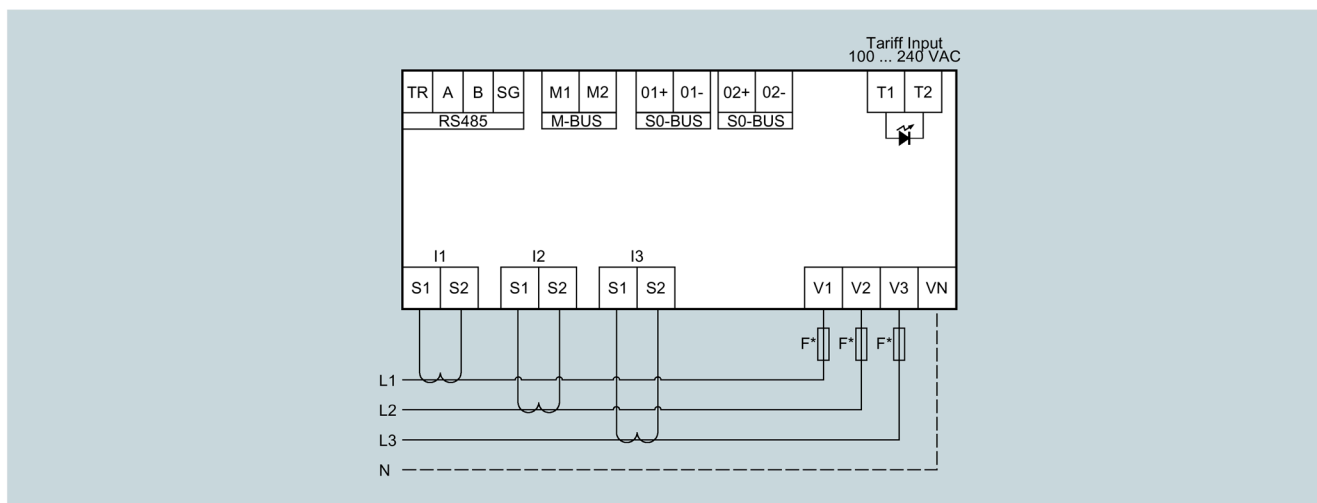 Tariff Input
100 ... 240 VAC
TR A B SG M1 M2 01+ 01- 02+ 02- T1 T2
RS485 M-BUS S0-BUS S0-BUS
I1 I2 I3
S1 S2 S1 S2 S1 S2 V1 V2 V3 VN
F* F* F*
L1
L2
L3
N